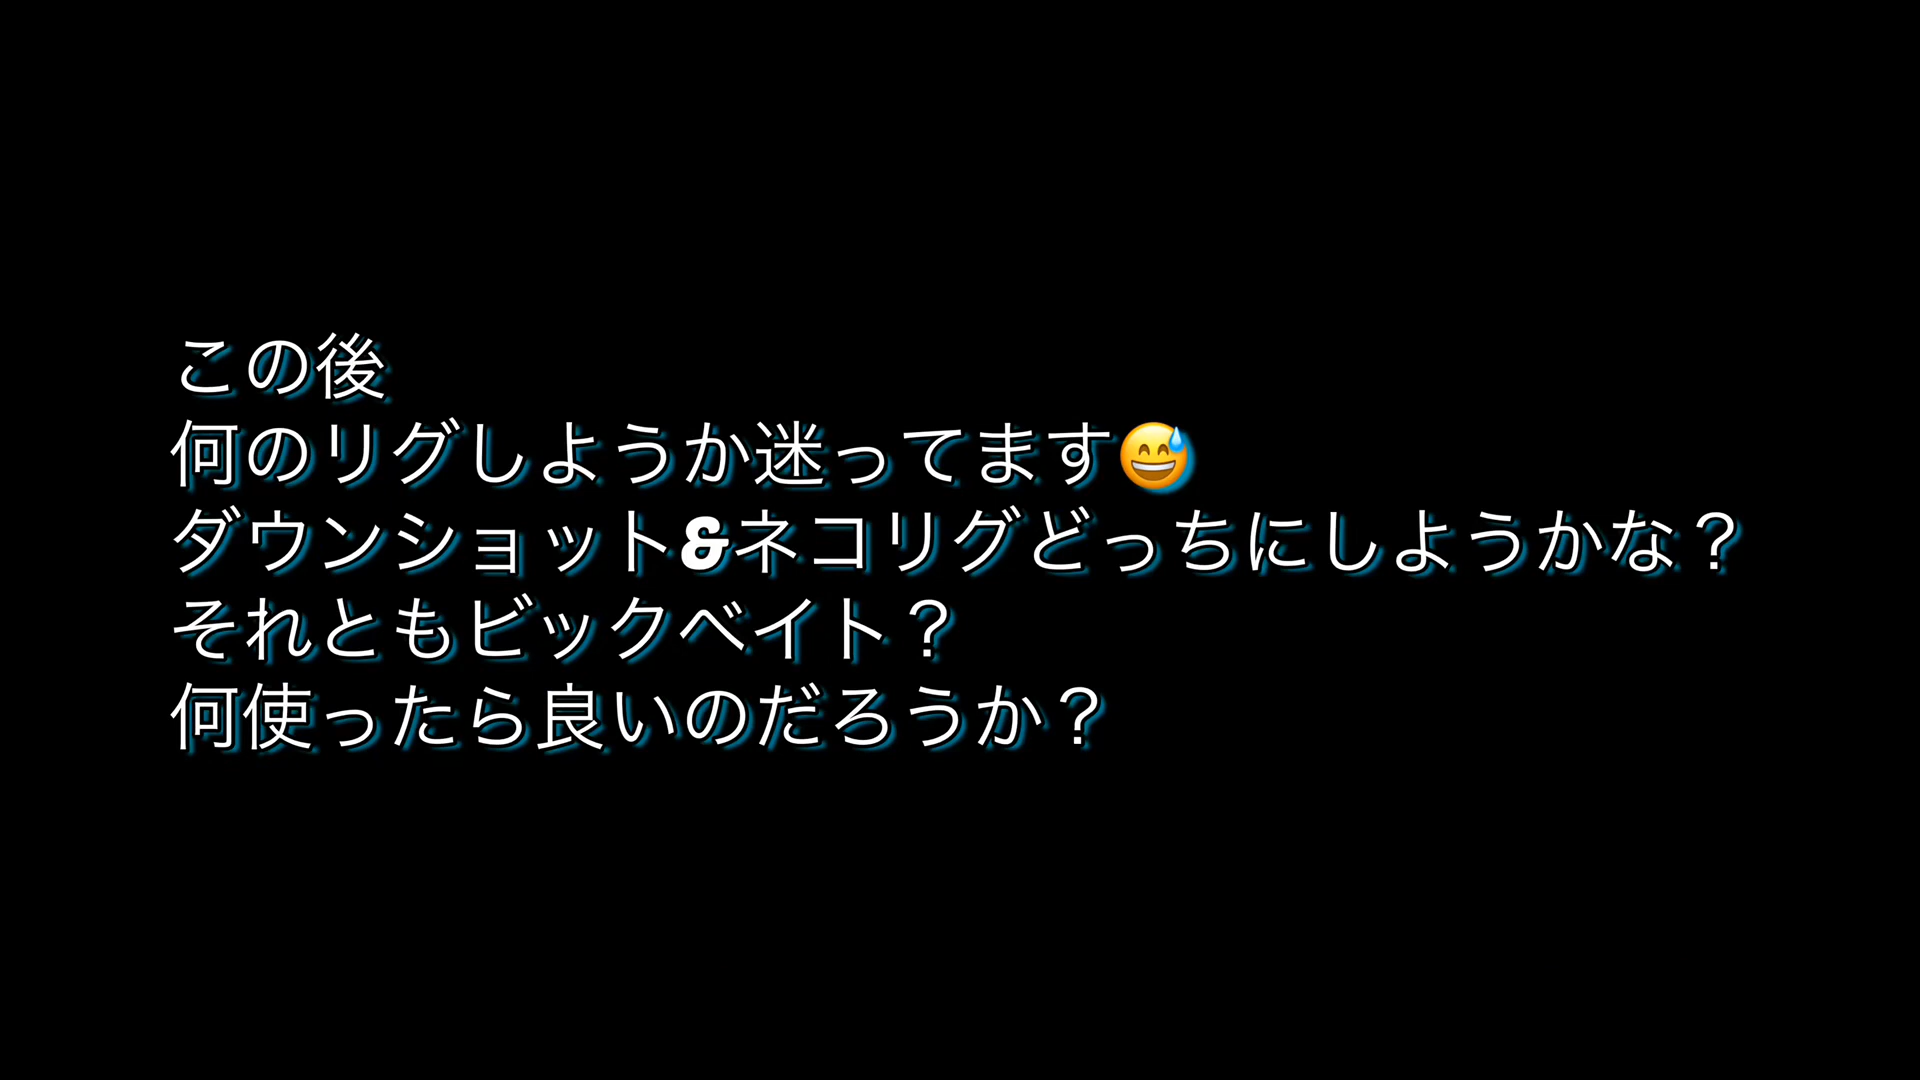 この後
何のリグしようか迷ってます😅
ダウンショット&ネコリグどっちにしようかな？
それともビックベイト？
何使ったら良いのだろうか？